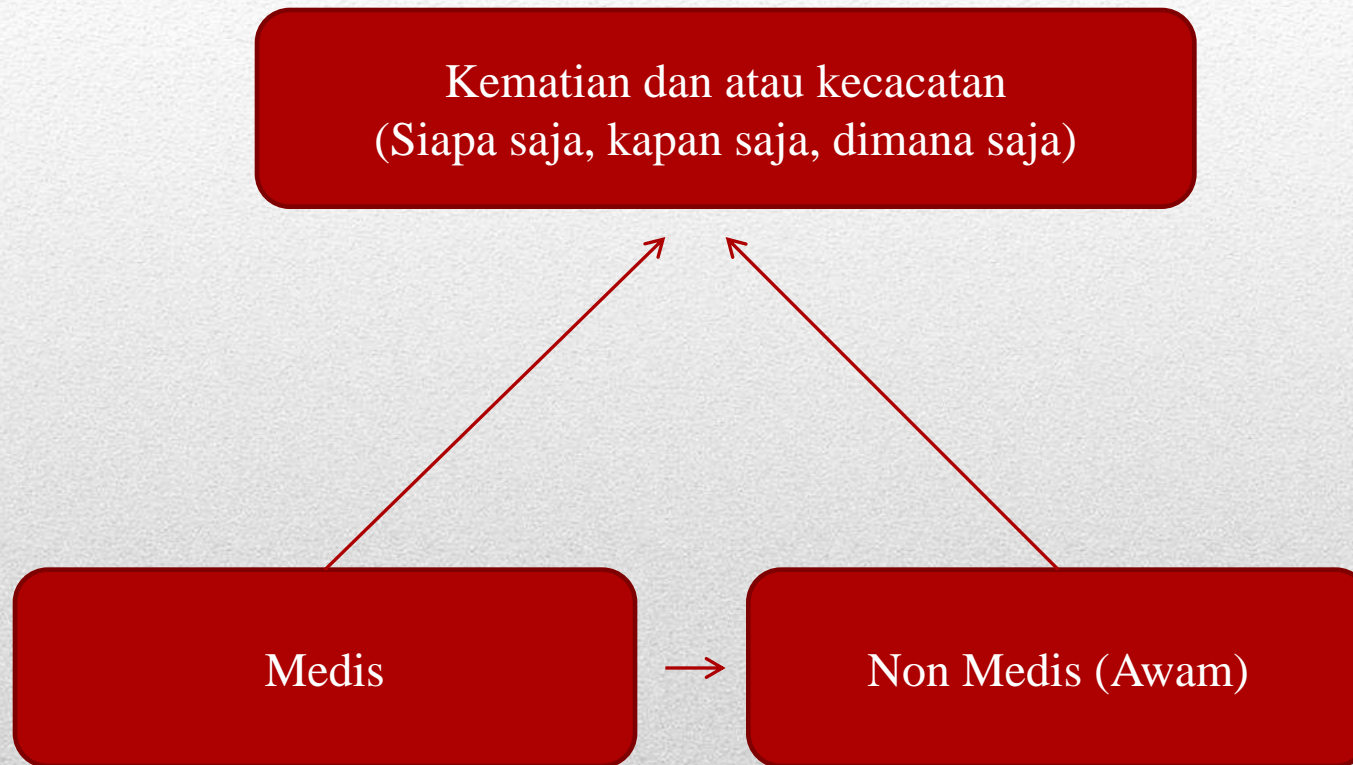 Kematian dan atau kecacatan
(Siapa saja, kapan saja, dimana saja)
Medis
Non Medis (Awam)